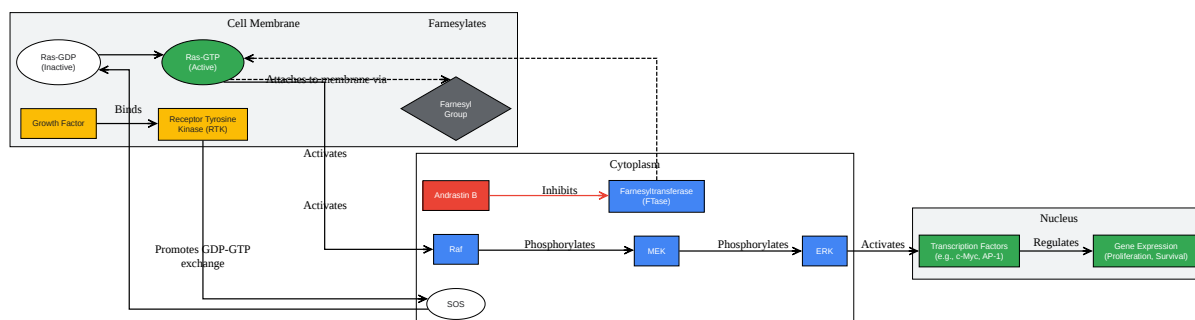 Cell Membrane
Farnesylates
Ras-GDP
(Inactive)
Ras-GTP
(Active)
Attaches to membrane via
Farnesyl
Group
Growth Factor
Binds
Receptor Tyrosine
Kinase (RTK)
Activates
Cytoplasm
Andrastin B
Inhibits
Farnesyltransferase
(FTase)
Activates
Nucleus
Promotes GDP-GTP
exchange
Raf
Phosphorylates
MEK
Phosphorylates
ERK
Activates
Transcription Factors
(e.g., c-Myc, AP-1)
Regulates
Gene Expression
(Proliferation, Survival)
SOS